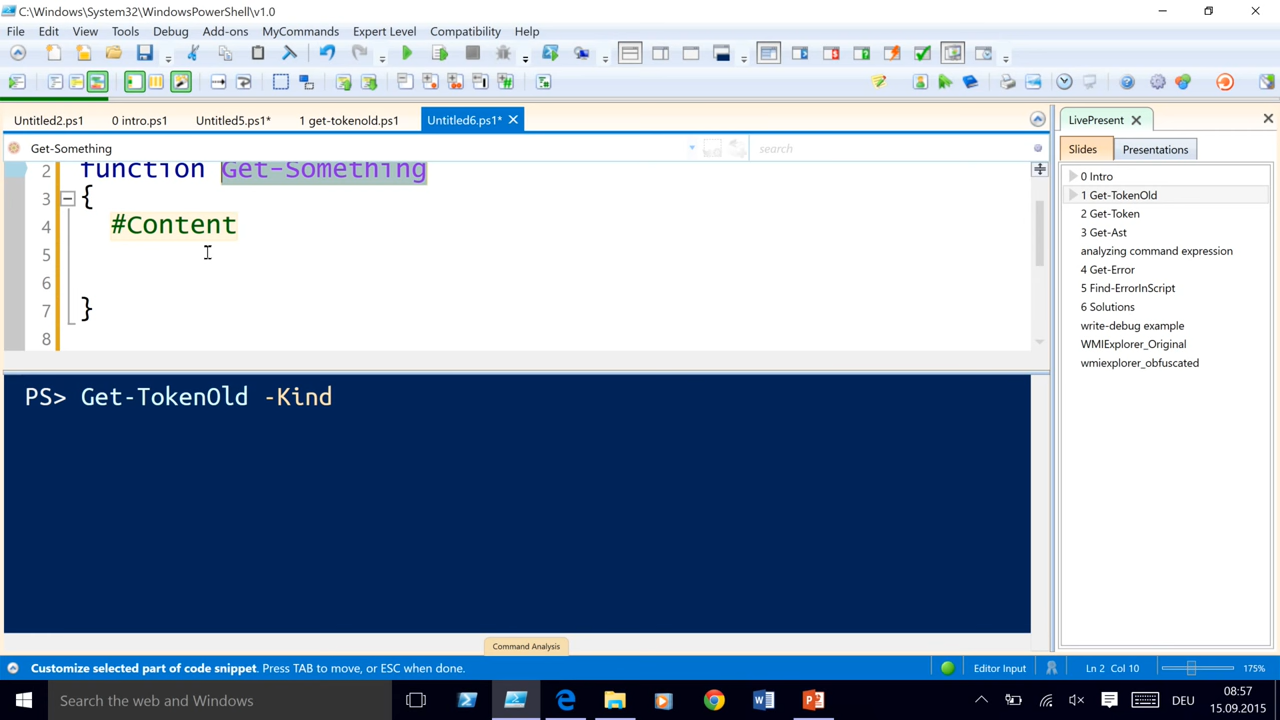 C:\Windows\System32\WindowsPowerShell\v1.0
File Edit View Tools Add-ons MyCommands Expert Level Compatibility Help
Untitled2.ps1 0 intro.ps1 Untitled5.ps1* 1 get-tokenold.ps1 Untitled6.ps1*
Get-Something search
2 function Get-Something
3 {
4 #Content
5
6
7 }
8
PS> Get-TokenOld -Kind
Command Analysis
LivePresent
Slides Presentations
0 Intro
1 Get-TokenOld
2 Get-Token
3 Get-Ast
analyzing command expression
4 Get-Error
5 Find-ErrorInScript
6 Solutions
write-debug example
WMIExplorer_Original
wmiexplorer_obfuscated
Customize selected part of code snippet. Press TAB to move, or ESC when done. Editor Input Ln 2 Col 10 175%
Search the web and Windows DEU 08:57
15.09.2015